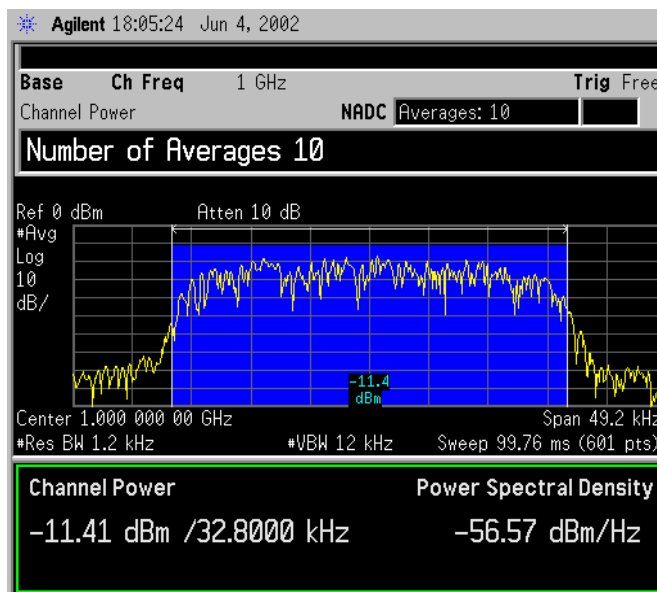 Agilent 18:05:24 Jun 4, 2002
Base Ch Freq 1 GHz Trig Free
Channel Power NADC Averages: 10
Number of Averages 10
Ref 0 dBm Atten 10 dB
#Avg
Log
10
dB/
-11.4
dBm
Center 1.000 000 00 GHz Span 49.2 kHz
#Res BW 1.2 kHz #VBW 12 kHz Sweep 99.76 ms (601 pts)
Channel Power Power Spectral Density
-11.41 dBm /32.8000 kHz -56.57 dBm/Hz